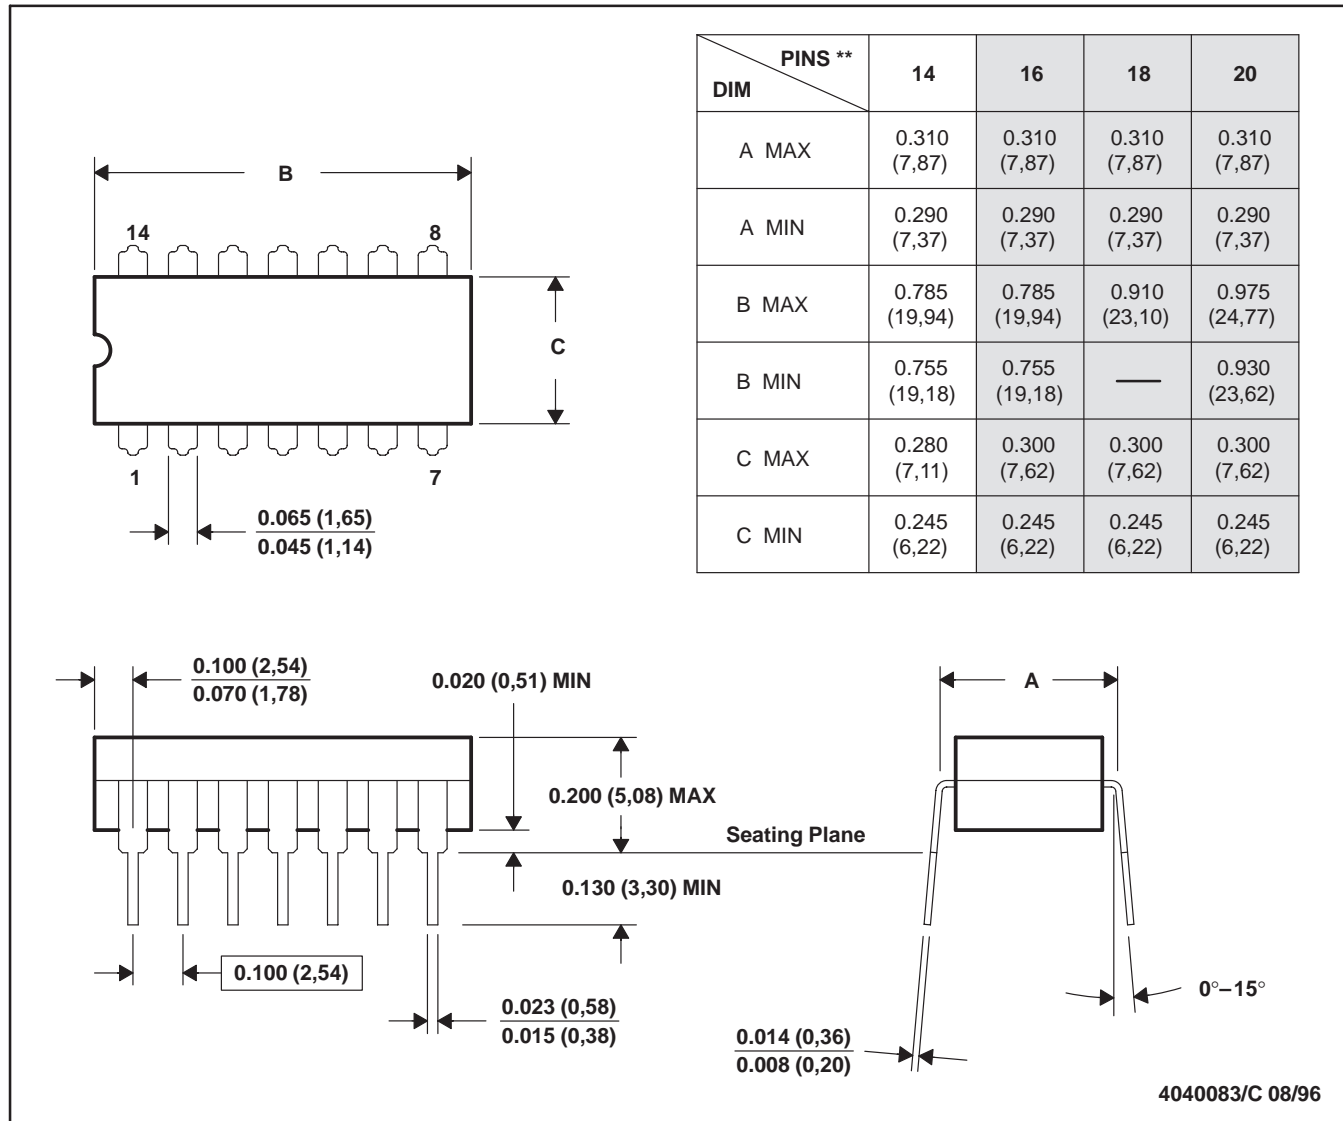 PINS **
DIM
14 16 18 20
A MAX 0.310 (7,87) 0.310 (7,87) 0.310 (7,87) 0.310 (7,87)
A MIN 0.290 (7,37) 0.290 (7,37) 0.290 (7,37) 0.290 (7,37)
B MAX 0.785 (19,94) 0.785 (19,94) 0.910 (23,10) 0.975 (24,77)
B MIN 0.755 (19,18) 0.755 (19,18) — 0.930 (23,62)
C MAX 0.280 (7,11) 0.300 (7,62) 0.300 (7,62) 0.300 (7,62)
C MIN 0.245 (6,22) 0.245 (6,22) 0.245 (6,22) 0.245 (6,22)
B
14 8
C
1 7
0.065 (1,65)
0.045 (1,14)
0.100 (2,54)
0.070 (1,78)
0.020 (0,51) MIN
A
0.200 (5,08) MAX
Seating Plane
0.130 (3,30) MIN
0.100 (2,54)
0.023 (0,58)
0.015 (0,38)
0°–15°
0.014 (0,36)
0.008 (0,20)
4040083/C 08/96